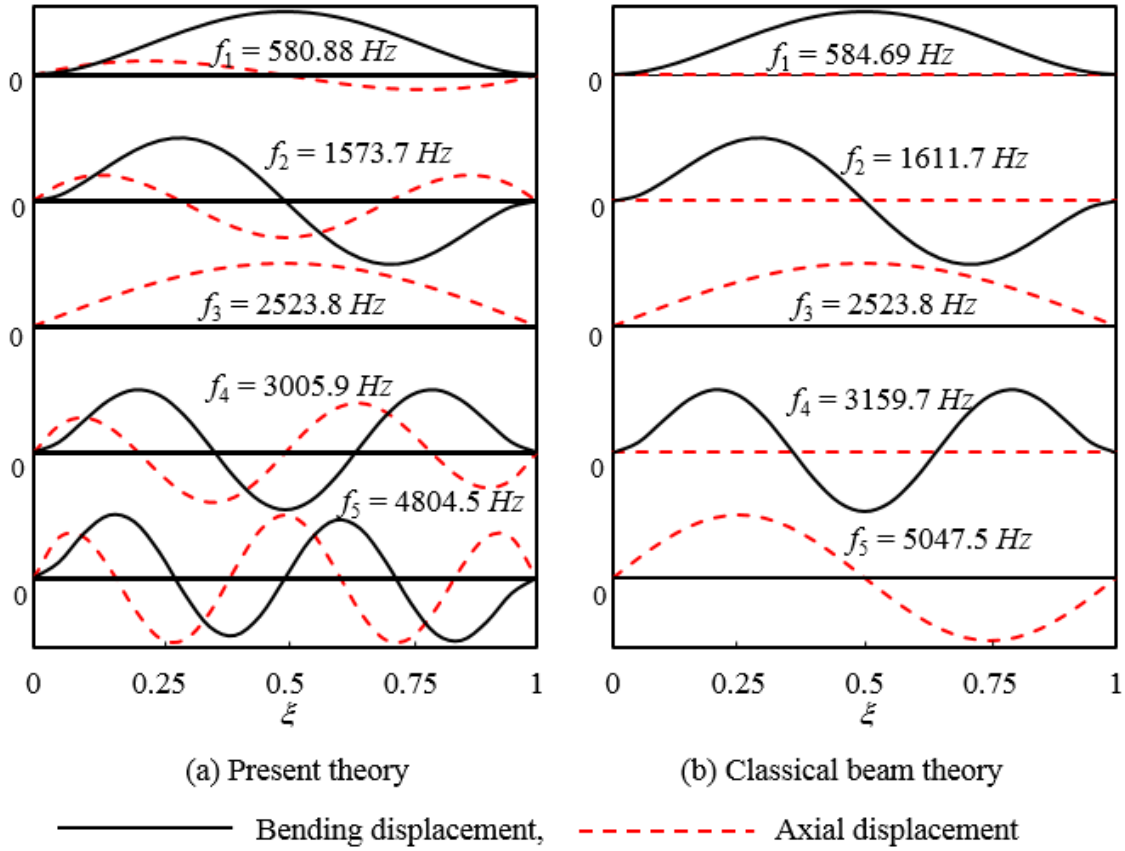 f1 = 580.88 Hz
0
f2 = 1573.7 Hz
0
f3 = 2523.8 Hz
0
f4 = 3005.9 Hz
0
f5 = 4804.5 Hz
0
0 0.25 0.5 0.75 1
ξ
(a) Present theory
f1 = 584.69 Hz
0
f2 = 1611.7 Hz
0
f3 = 2523.8 Hz
0
f4 = 3159.7 Hz
0
f5 = 5047.5 Hz
0
0 0.25 0.5 0.75 1
ξ
(b) Classical beam theory
Bending displacement, Axial displacement